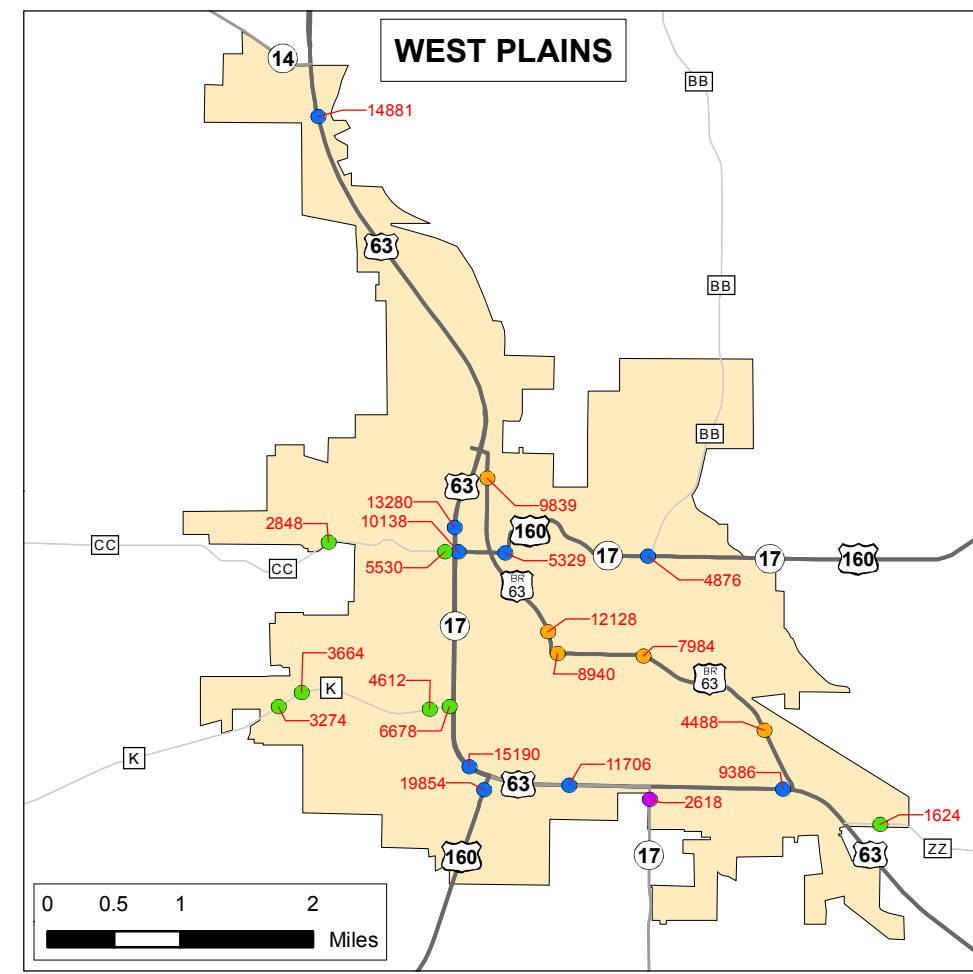 WEST PLAINS
14
BB
14881
63
BB
BB
63
9839
13280
10138
160
2848
CC
5530
5329
17
17
160
4876
CC
BR
63
12128
17
7984
8940
3664
4612
K
BR
63
3274
6678
4488
K
15190
11706
9386
19854
63
2618
1624
160
17
63
ZZ
0 0.5 1 2
Miles